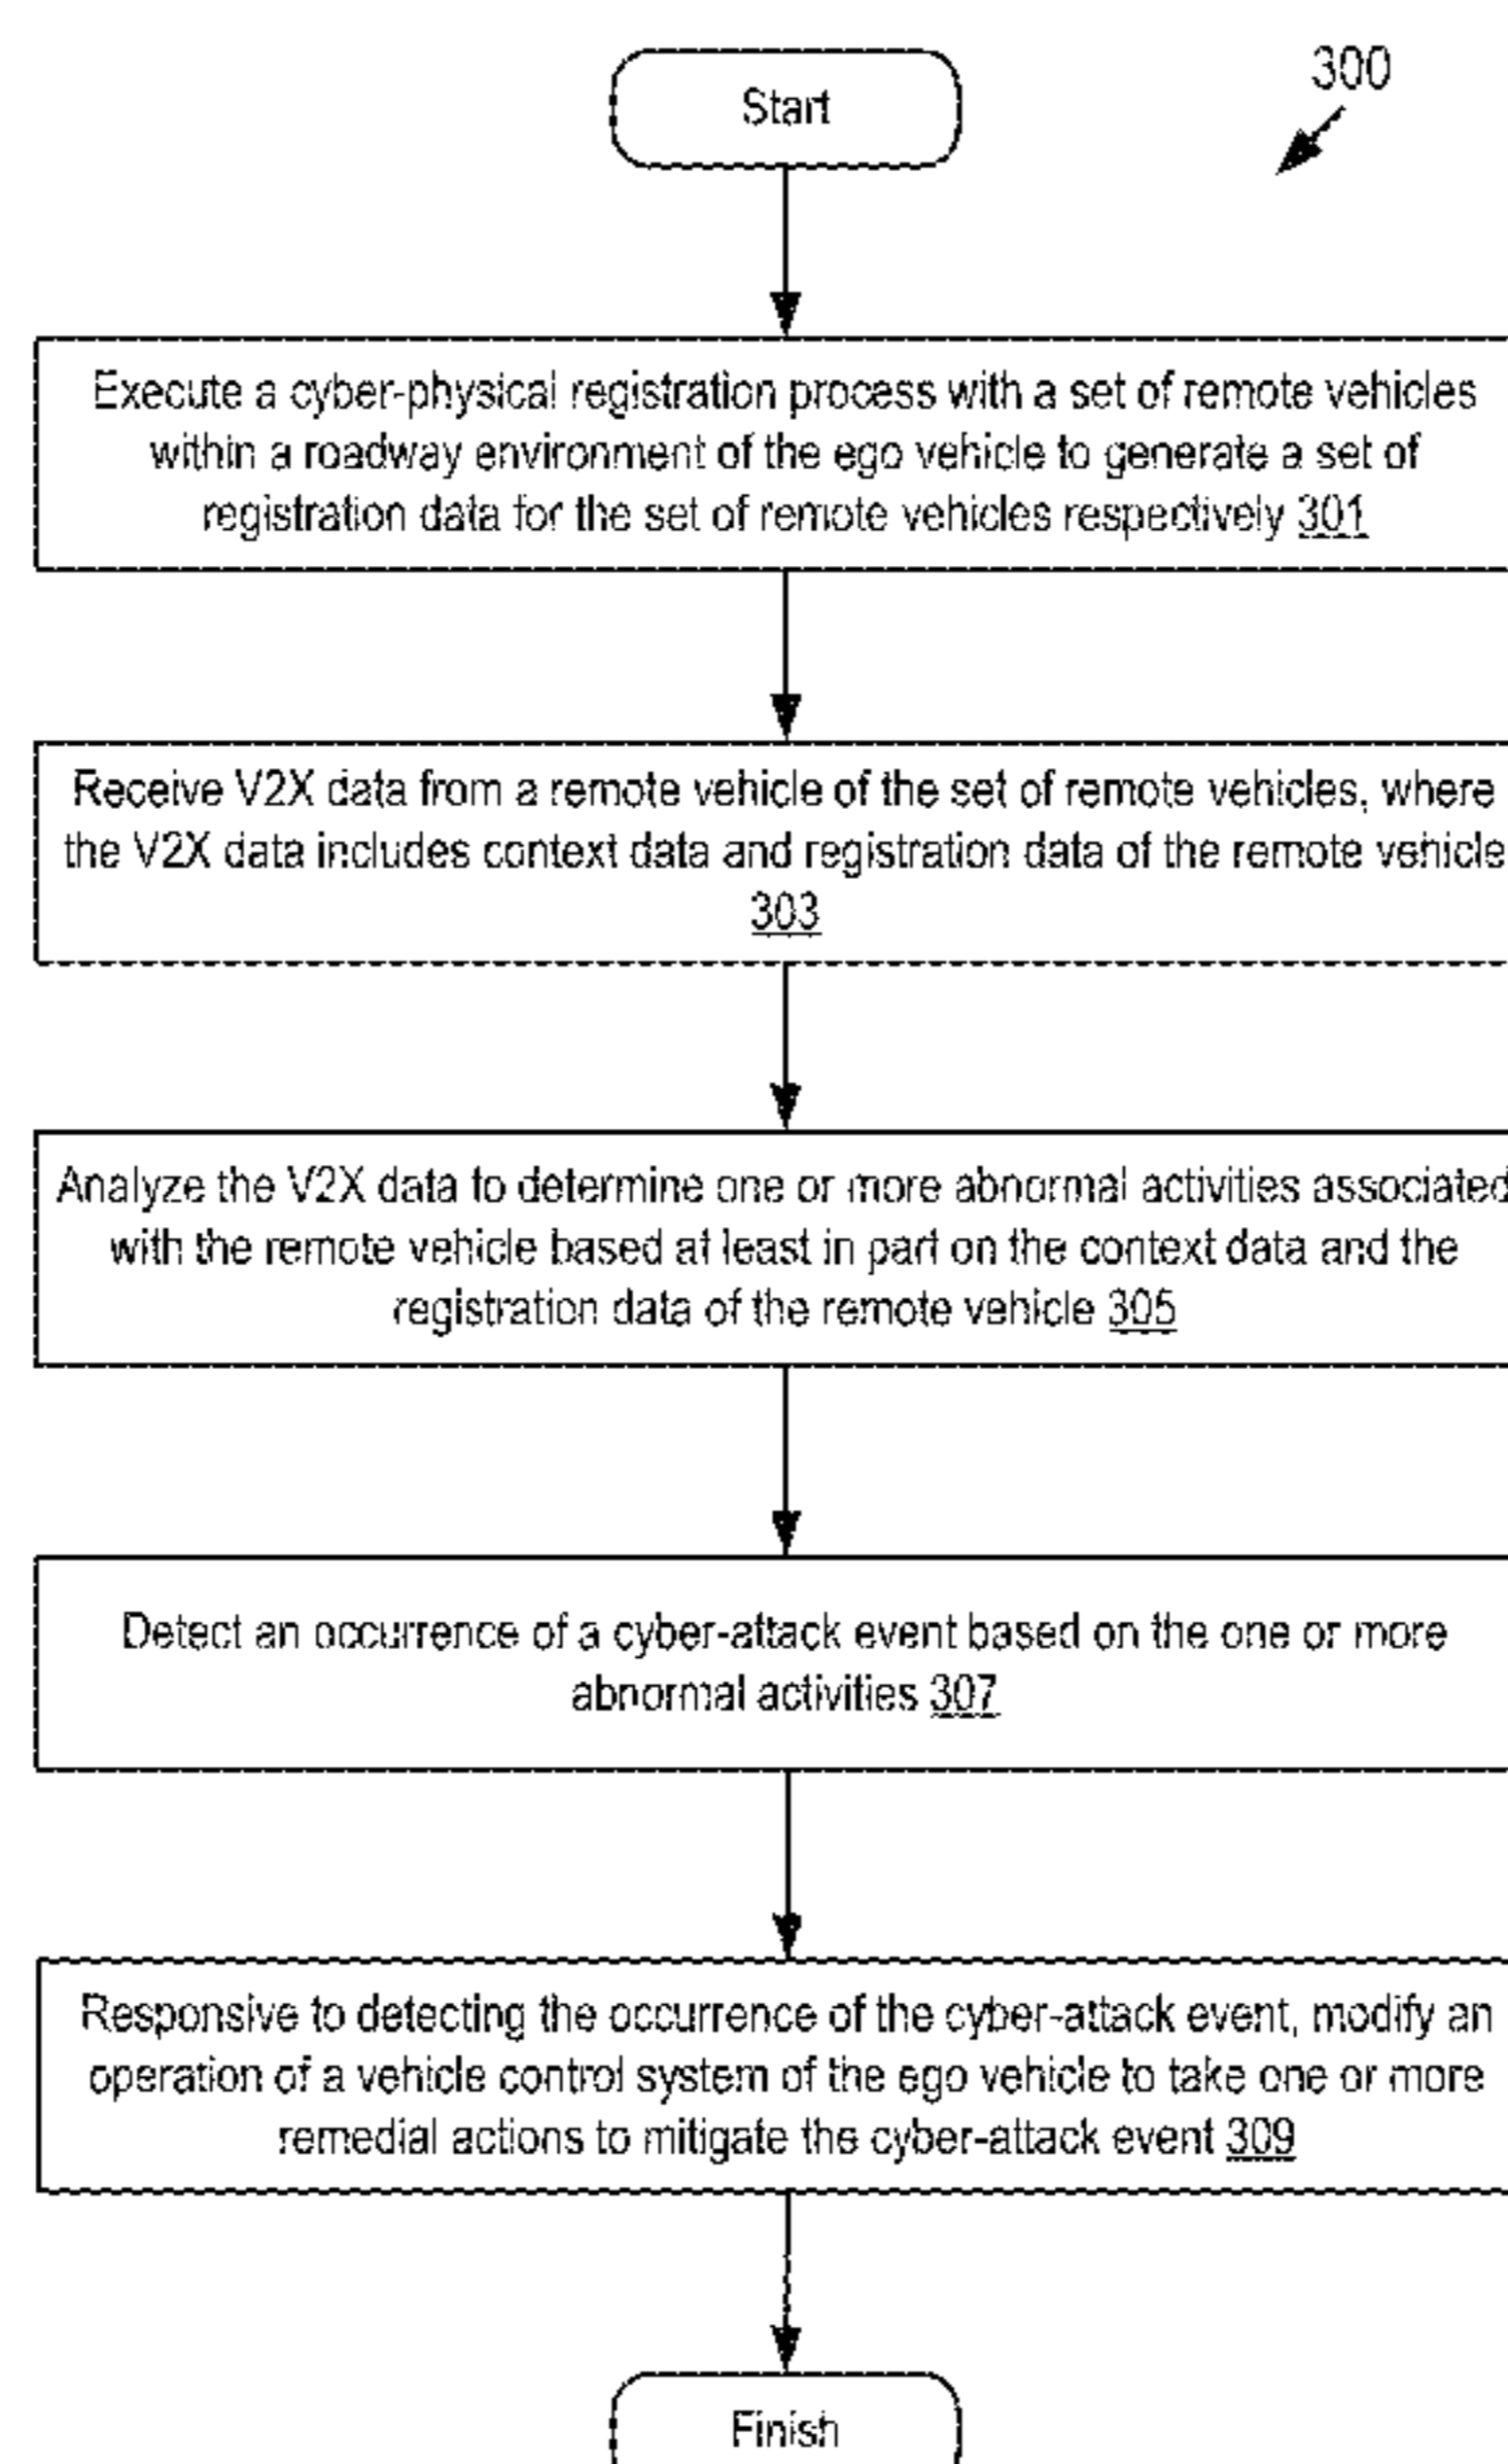 300
Start
Execute a cyber-physical registration process with a set of remote vehicles
within a roadway environment of the ego vehicle to generate a set of
registration data for the set of remote vehicles respectively 301
Receive V2X data from a remote vehicle of the set of remote vehicles, where
the V2X data includes context data and registration data of the remote vehicle
303
Analyze the V2X data to determine one or more abnormal activities associated
with the remote vehicle based at least in part on the context data and the
registration data of the remote vehicle 305
Detect an occurrence of a cyber-attack event based on the one or more
abnormal activities 307
Responsive to detecting the occurrence of the cyber-attack event, modify an
operation of a vehicle control system of the ego vehicle to take one or more
remedial actions to mitigate the cyber-attack event 309
Finish